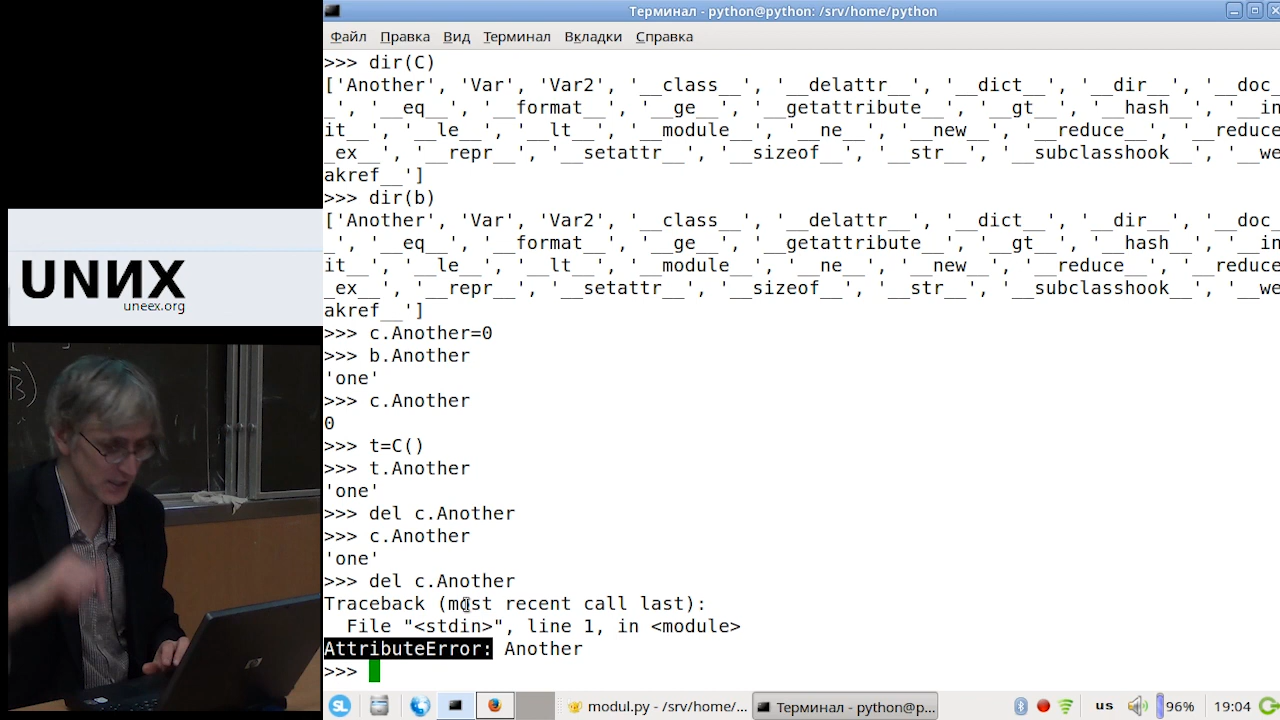 Терминал - python@python: /srv/home/python
Файл Правка Вид Терминал Вкладки Справка
>>> dir(C)
['Another', 'Var', 'Var2', '__class__', '__delattr__', '__dict__', '__dir__', '__doc_
_', '__eq__', '__format__', '__ge__', '__getattribute__', '__gt__', '__hash__', '__in
it__', '__le__', '__lt__', '__module__', '__ne__', '__new__', '__reduce__', '__reduce
_ex__', '__repr__', '__setattr__', '__sizeof__', '__str__', '__subclasshook__', '__we
akref__']
>>> dir(b)
['Another', 'Var', 'Var2', '__class__', '__delattr__', '__dict__', '__dir__', '__doc_
_', '__eq__', '__format__', '__ge__', '__getattribute__', '__gt__', '__hash__', '__in
it__', '__le__', '__lt__', '__module__', '__ne__', '__new__', '__reduce__', '__reduce
_ex__', '__repr__', '__setattr__', '__sizeof__', '__str__', '__subclasshook__', '__we
akref__']
>>> c.Another=0
>>> b.Another
'one'
>>> c.Another
0
>>> t=C()
>>> t.Another
'one'
>>> del c.Another
>>> c.Another
'one'
>>> del c.Another
Traceback (most recent call last):
  File "<stdin>", line 1, in <module>
AttributeError: Another
>>>
UNИX
uneex.org
SL
modul.py - /srv/home/...
Терминал - python@p...
us
96%
19:04